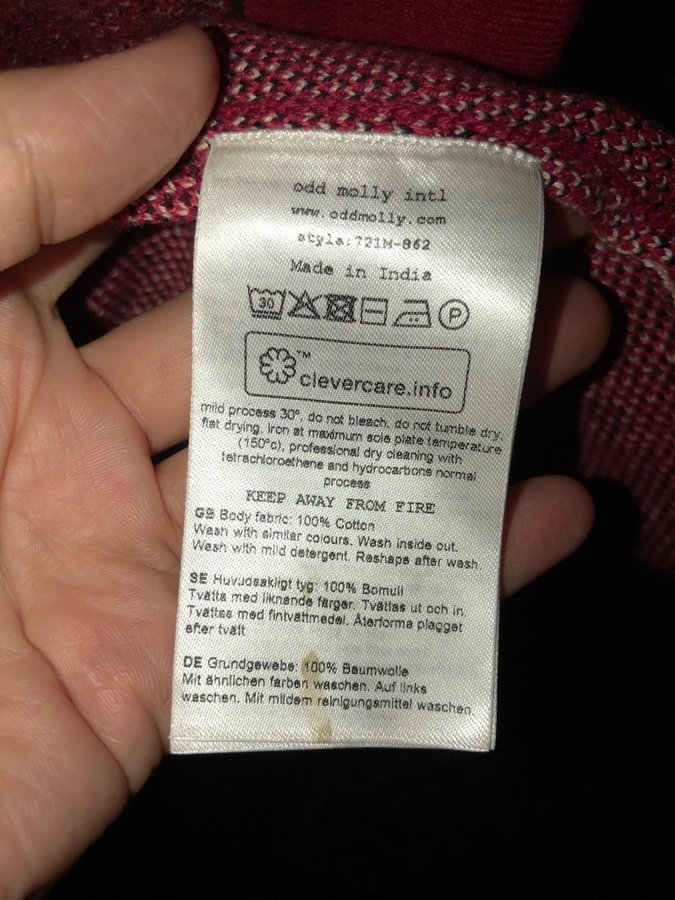 odd molly intl
www.oddmolly.com
style:721M-862
Made in India
30 P
™
clevercare.info
mild process 30°, do not bleach, do not tumble dry,
flat drying, iron at maximum sole plate temperature
(150°c), professional dry cleaning with
tetrachloroethene and hydrocarbons normal
process
KEEP AWAY FROM FIRE
GB Body fabric: 100% Cotton
Wash with similar colours. Wash inside out.
Wash with mild detergent. Reshape after wash.
SE Huvudsakligt tyg: 100% Bomull
Tvätta med liknande färger. Tvättas ut och in.
Tvättas med fintvättmedel. Återforma plagget
efter tvätt
DE Grundgewebe: 100% Baumwolle
Mit ähnlichen farben waschen. Auf links
waschen. Mit mildem reinigungsmittel waschen.